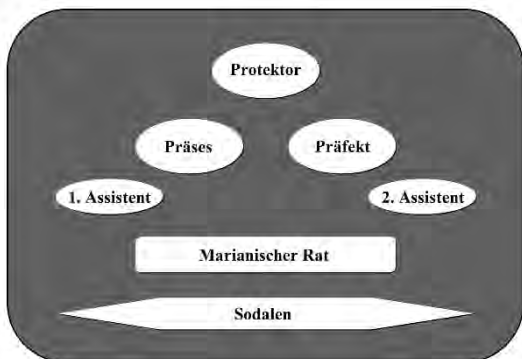 Protektor
Präses Präfekt
1. Assistent 2. Assistent
Marianischer Rat
Sodalen